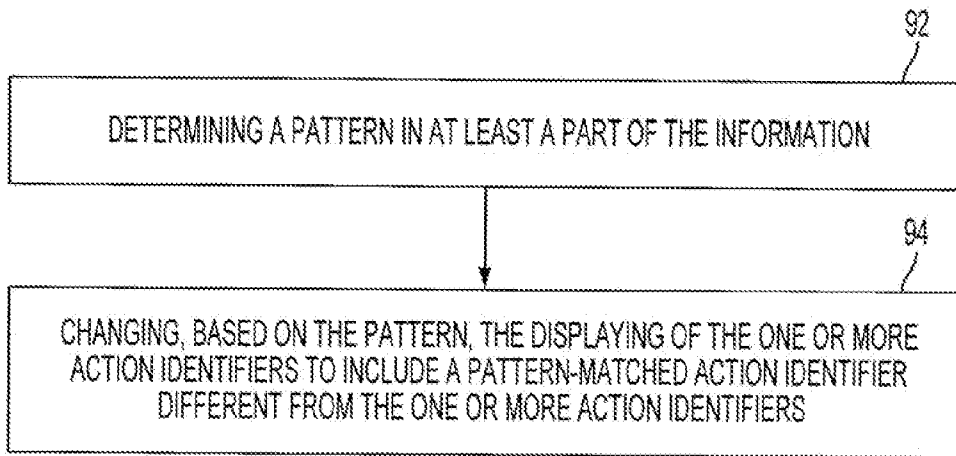 92
DETERMINING A PATTERN IN AT LEAST A PART OF THE INFORMATION
94
CHANGING, BASED ON THE PATTERN, THE DISPLAYING OF THE ONE OR MORE
ACTION IDENTIFIERS TO INCLUDE A PATTERN-MATCHED ACTION IDENTIFIER
DIFFERENT FROM THE ONE OR MORE ACTION IDENTIFIERS